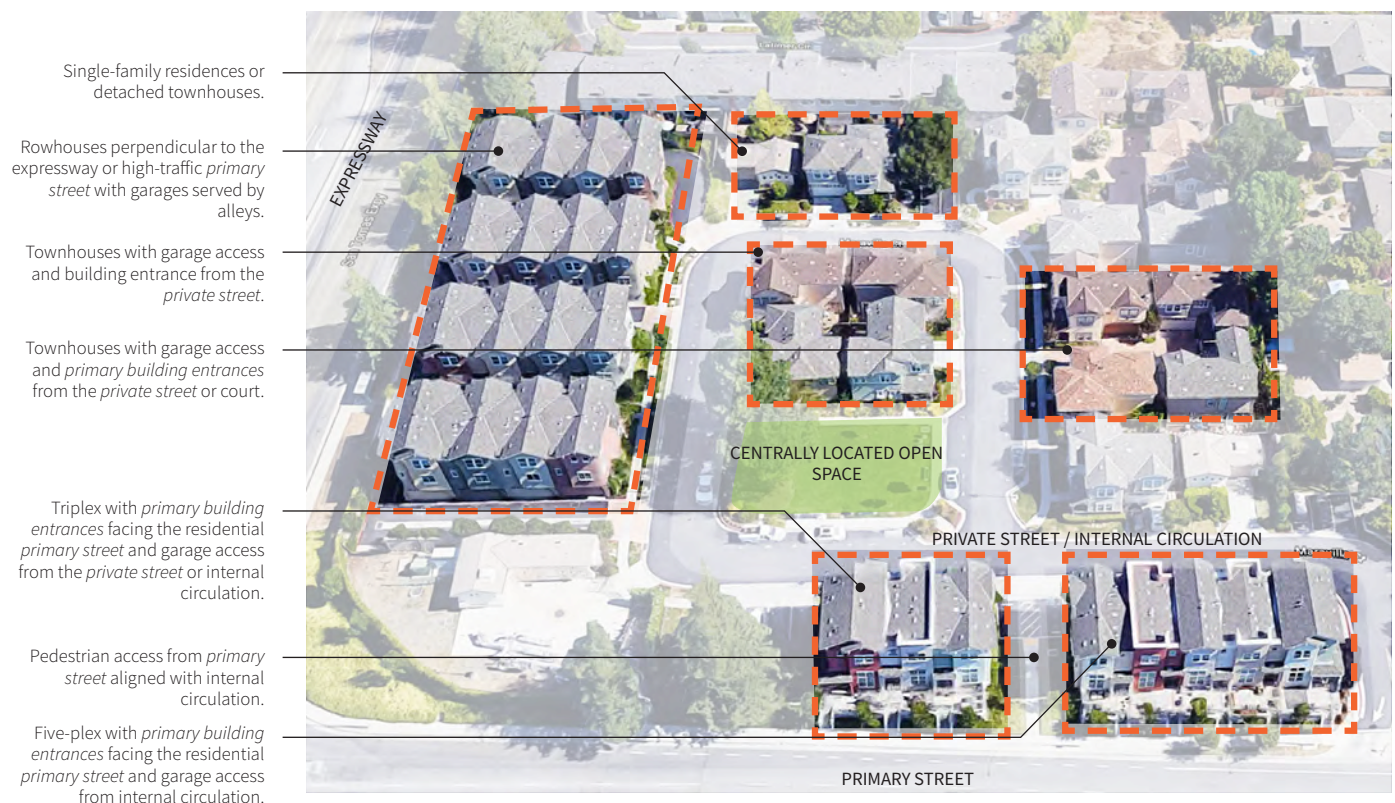 Single-family residences or
detached townhouses.
Rowhouses perpendicular to the
expressway or high-traffic primary
street with garages served by
alleys.
Townhouses with garage access
and building entrance from the
private street.
Townhouses with garage access
and primary building entrances
from the private street or court.
Triplex with primary building
entrances facing the residential
primary street and garage access
from the private street or internal
circulation.
Pedestrian access from primary
street aligned with internal
circulation.
Five-plex with primary building
entrances facing the residential
primary street and garage access
from internal circulation.
EXPRESSWAY
CENTRALLY LOCATED OPEN
SPACE
PRIVATE STREET / INTERNAL CIRCULATION
PRIMARY STREET